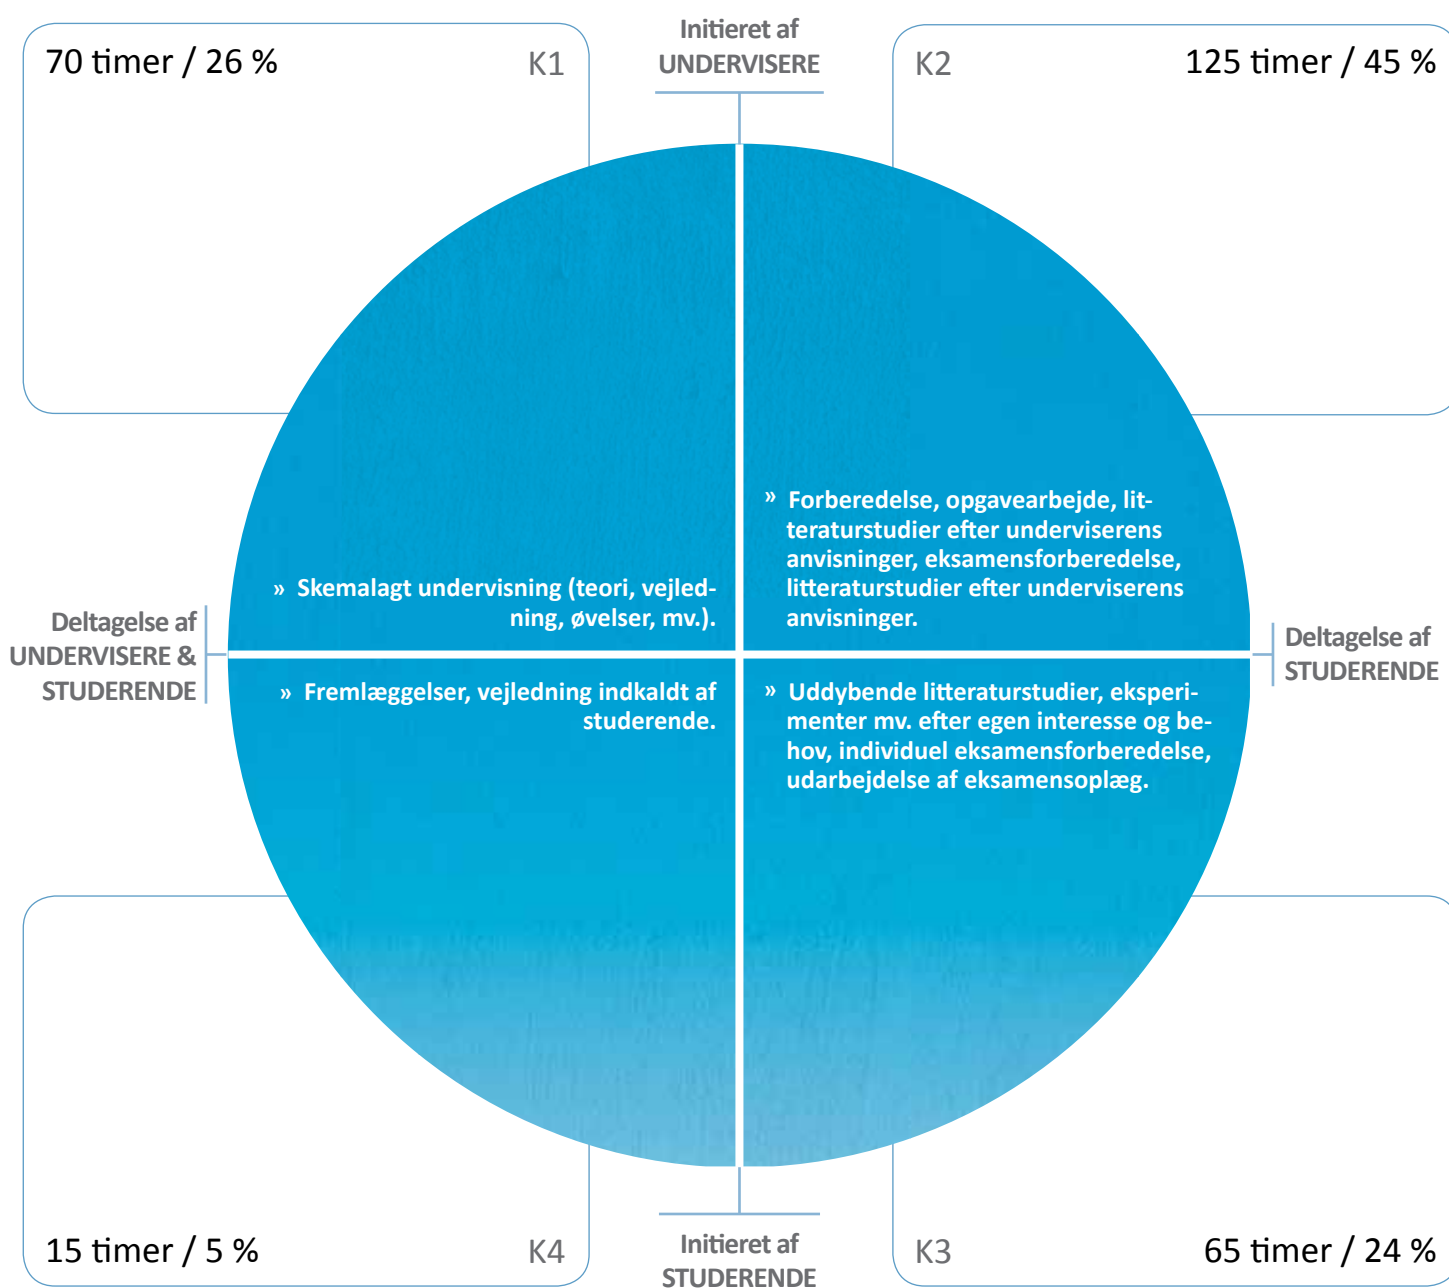 70 timer / 26 %
K1
Initieret af
UNDERVISERE
K2
125 timer / 45 %
» Skemalagt undervisning (teori, vejled-
ning, øvelser, mv.).
» Forberedelse, opgavearbejde, lit-
teraturstudier efter underviserens
anvisninger, eksamensforberedelse,
litteraturstudier efter underviserens
anvisninger.
Deltagelse af
UNDERVISERE &
STUDERENDE
Deltagelse af
STUDERENDE
» Fremlæggelser, vejledning indkaldt af
studerende.
» Uddybende litteraturstudier, eksperi-
menter mv. efter egen interesse og be-
hov, individuel eksamensforberedelse,
udarbejdelse af eksamensoplæg.
15 timer / 5 %
K4
Initieret af
STUDERENDE
K3
65 timer / 24 %